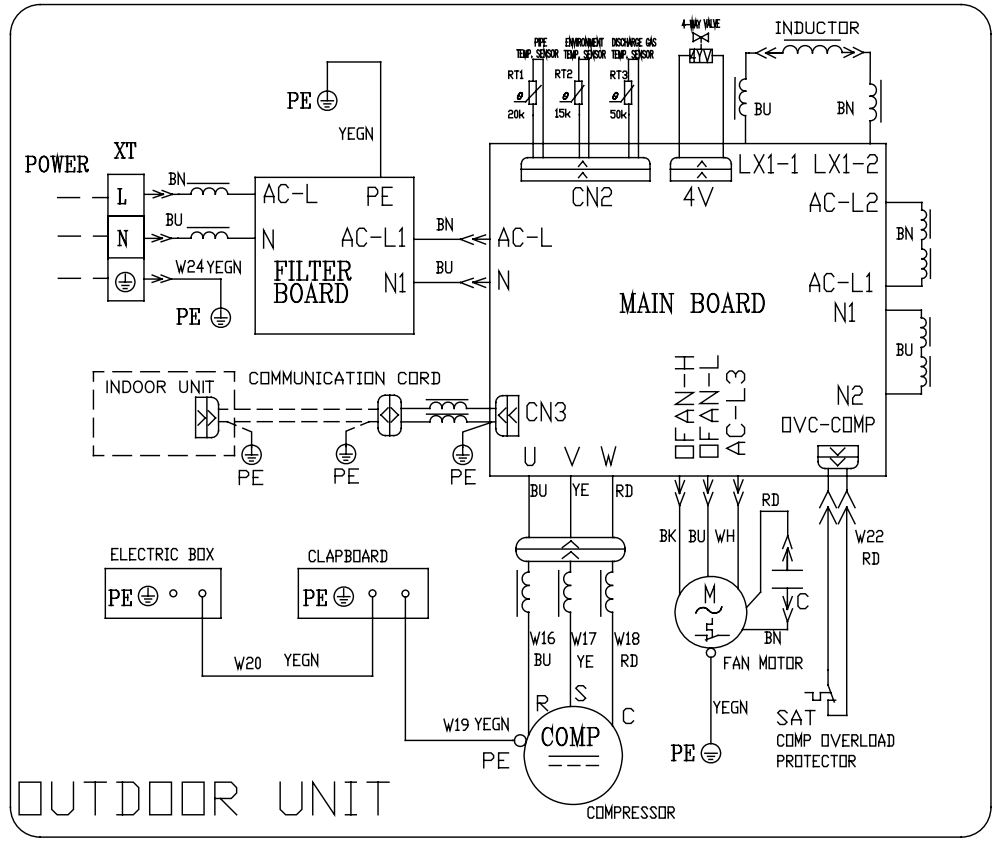 4-WAY VALVE
INDUCTOR
PIPE
TEMP. SENSOR
ENVIRONMENT
TEMP. SENSOR
DISCHARGE GAS
TEMP. SENSOR
4YV
RT1
RT2
RT3
θ
θ
θ
20k
15k
50k
BU
BN
PE
YEGN
XT
POWER
CN2
4V
LX1-1
LX1-2
L
BN
AC-L
PE
AC-L2
N
BU
N
AC-L1
BN
AC-L
BN
W24 YEGN
FILTER
BOARD
N1
BU
N
MAIN BOARD
AC-L1
N1
PE
BU
INDOOR UNIT
COMMUNICATION CORD
CN3
OFAN-H
OFAN-L
AC-L3
N2
OVC-COMP
PE
PE
PE
U
V
W
BU
YE
RD
BK
BU
WH
RD
W22
RD
ELECTRIC BOX
CLAPBOARD
PE
PE
M
C
BN
W16
BU
W17
YE
W18
RD
FAN MOTOR
W20
YEGN
R
S
C
YEGN
W19 YEGN
PE
COMP
PE
SAT
COMP OVERLOAD
PROTECTOR
OUTDOOR UNIT
COMPRESSOR